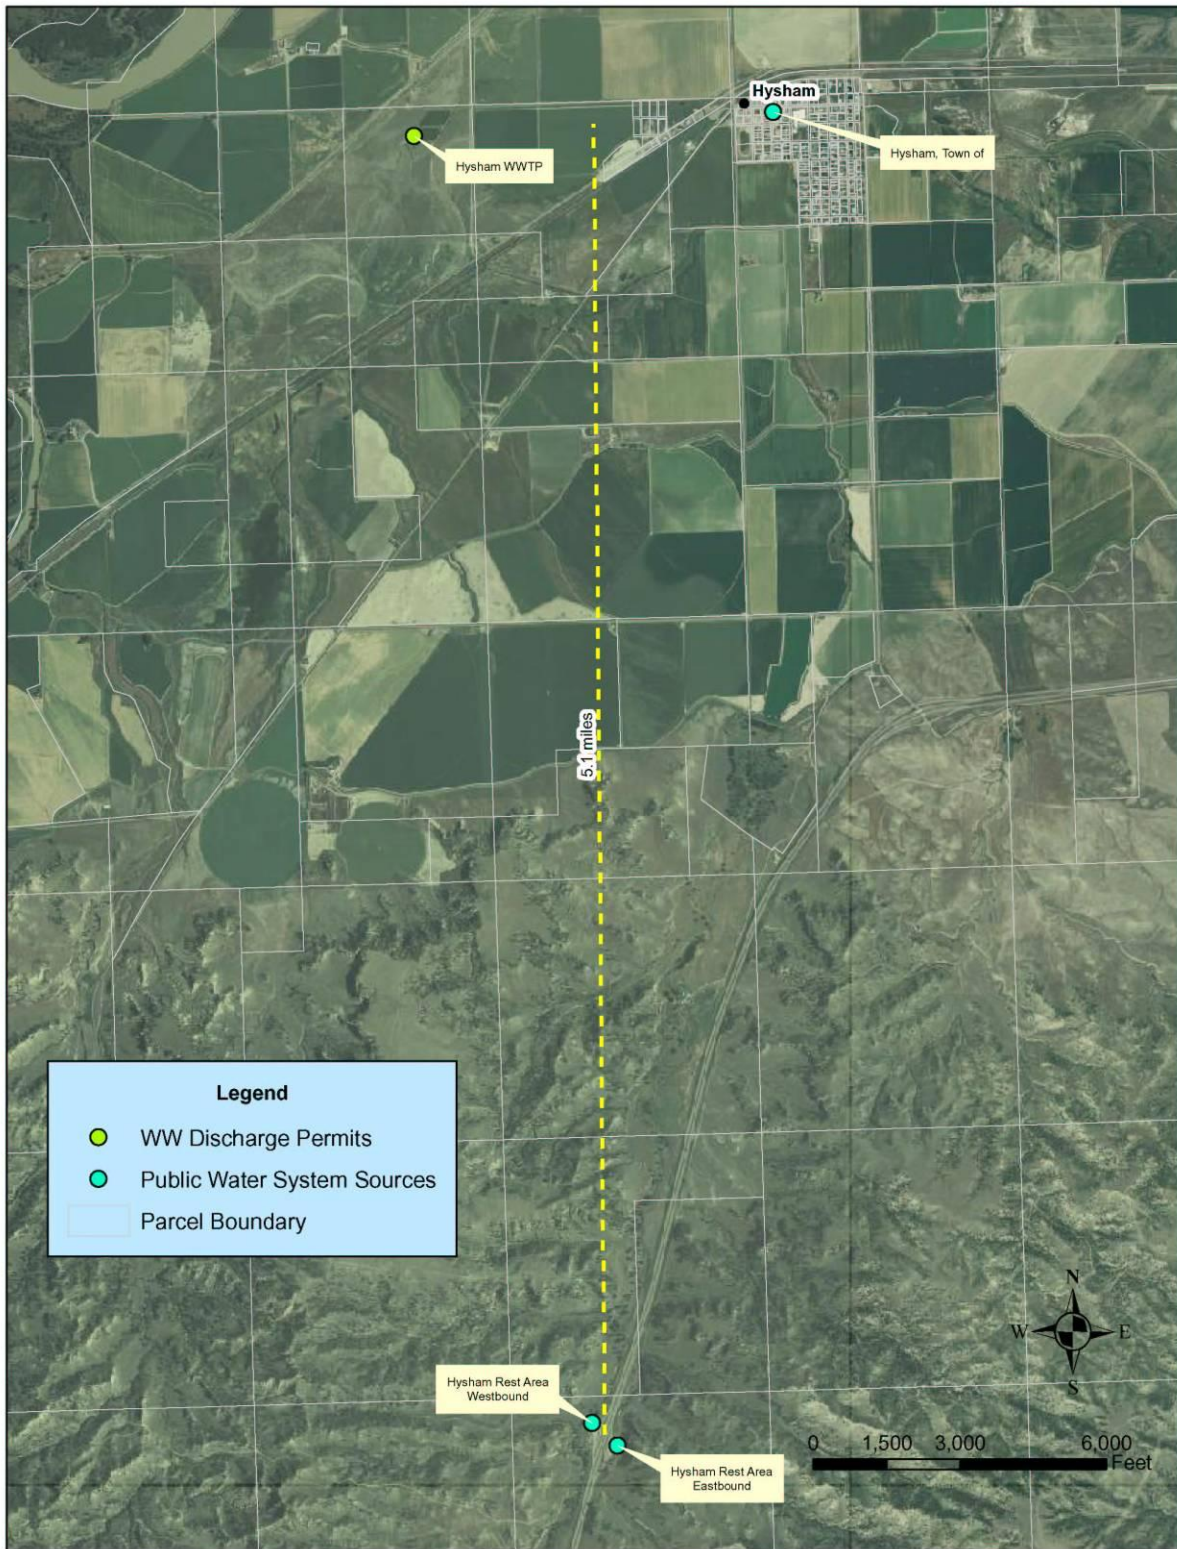 Hysham
Hysham WWTP
Hysham, Town of
5.1 miles
Legend
WW Discharge Permits
Public Water System Sources
Parcel Boundary
N
W
E
S
Hysham Rest Area
Westbound
0 1,500 3,000 6,000
Feet
Hysham Rest Area
Eastbound